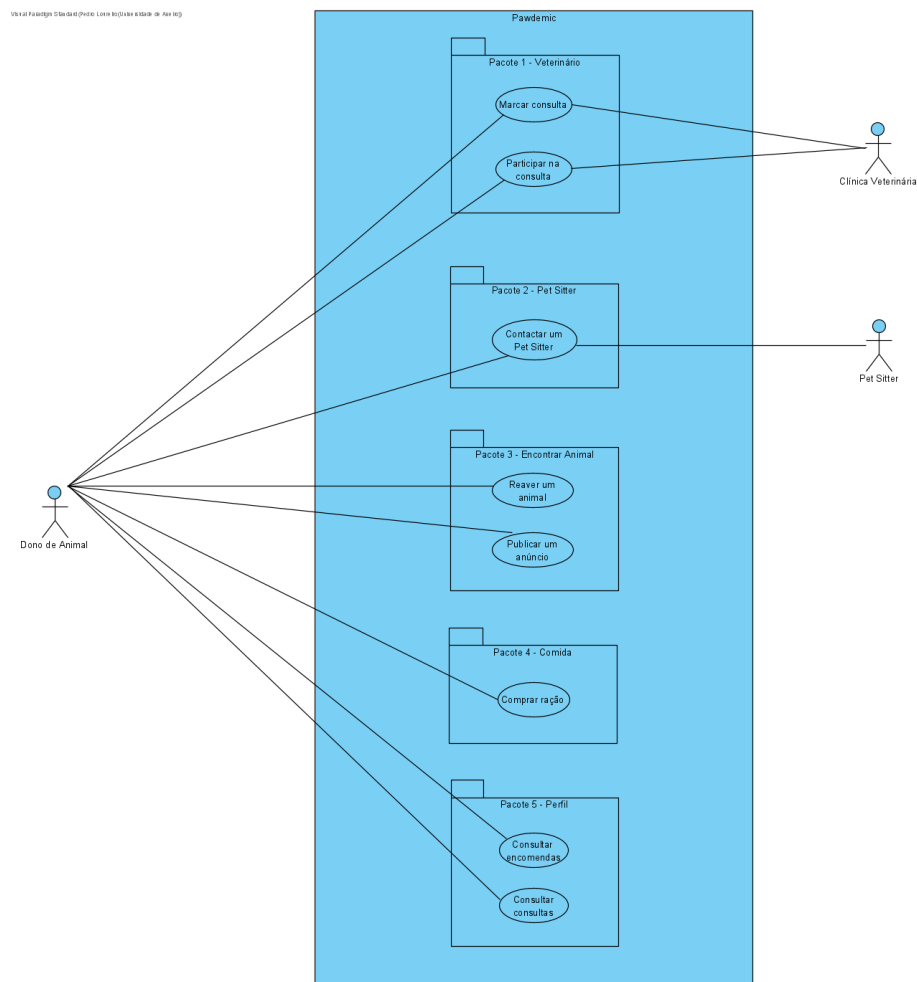 Visual Paradigm Standard(Pedro Loureiro(Universidade de Aveiro))
Pawdemic
Pacote 1 - Veterinário
Marcar consulta
Participar na
consulta
Clínica Veterinária
Pacote 2 - Pet Sitter
Contactar um
Pet Sitter
Pet Sitter
Pacote 3 - Encontrar Animal
Reaver um
animal
Publicar um
anúncio
Dono de Animal
Pacote 4 - Comida
Comprar ração
Pacote 5 - Perfil
Consultar
encomendas
Consultar
consultas